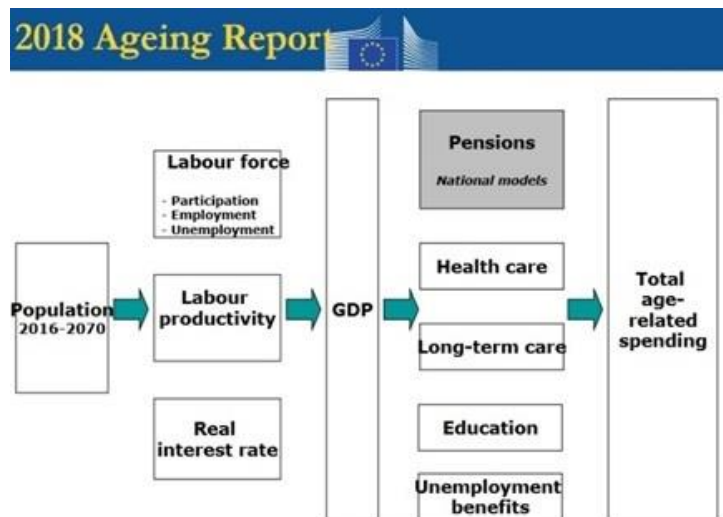 2018 Ageing Report
Labour force
- Participation
- Employment
- Unemployment
Population
2016-2070
Labour
productivity
Real
interest rate
GDP
Pensions
National models
Health care
Long-term care
Education
Unemployment
benefits
Total
age-
related
spending